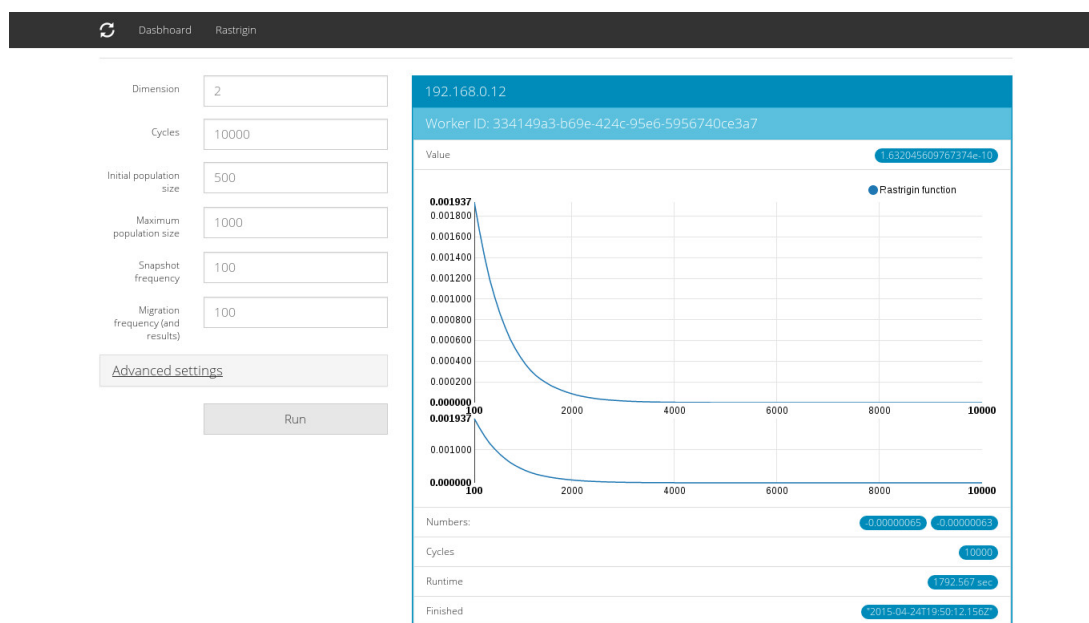 Dasbhoard Rastrigin
Dimension 2
Cycles 10000
Initial population
size
500
Maximum
population size
1000
Snapshot
frequency
100
Migration
frequency (and
results)
100
Advanced settings
Run
192.168.0.12
Worker ID: 334149a3-b69e-424c-95e6-5956740ce3a7
Value 1.632045609767374e-10
Rastrigin function
0.001937
0.001800
0.001600
0.001400
0.001200
0.001000
0.000800
0.000600
0.000400
0.000200
0.000000
100 2000 4000 6000 8000 10000
0.001937
0.001000
0.000000
100 2000 4000 6000 8000 10000
Numbers: -0.00000065 -0.00000063
Cycles 10000
Runtime 1792.567 sec
Finished "2015-04-24T19:50:12.156Z"